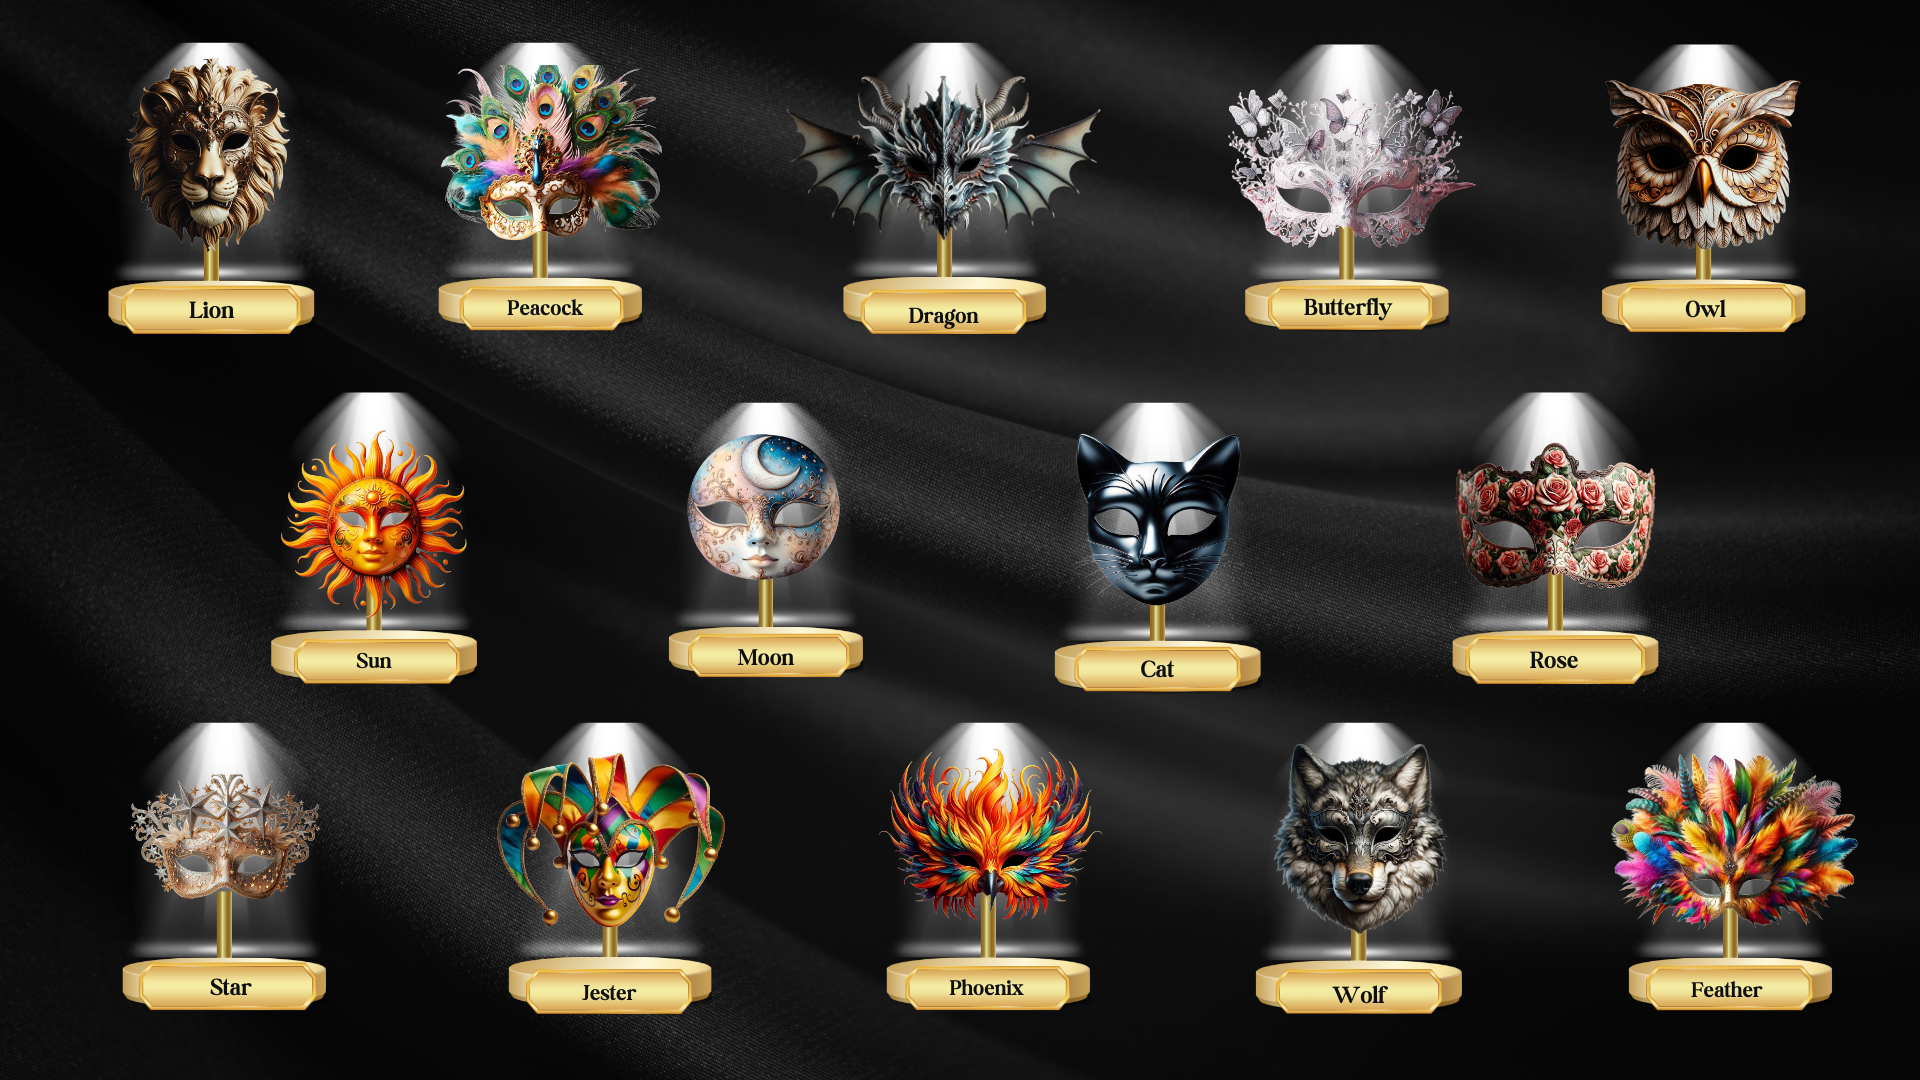 Lion
Peacock
Dragon
Butterfly
Owl
Sun
Moon
Cat
Rose
Star
Jester
Phoenix
Wolf
Feather